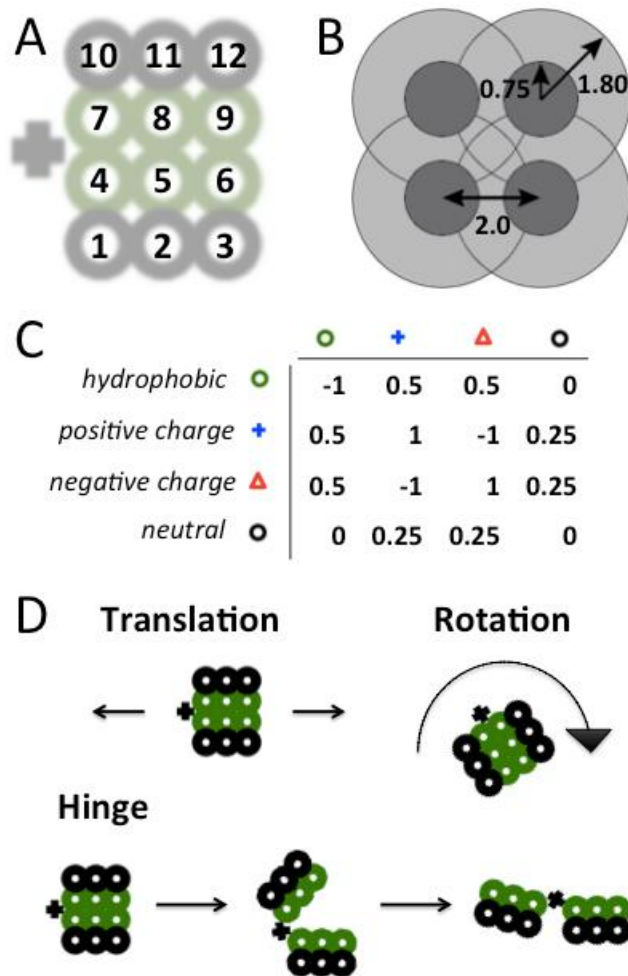 A
10 11 12
7 8 9
4 5 6
1 2 3
B
0.75
1.80
2.0
C
hydrophobic -1 0.5 0.5 0
positive charge 0.5 1 -1 0.25
negative charge 0.5 -1 1 0.25
neutral 0 0.25 0.25 0
D
Translation Rotation
Hinge